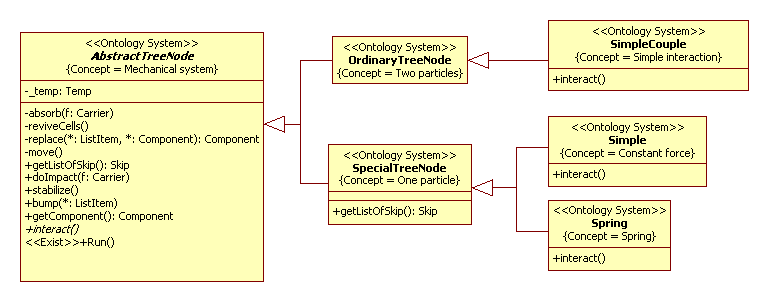 <<Ontology System>>
AbstractTreeNode
{Concept = Mechanical system}
-_temp: Temp
-absorb(f: Carrier)
-reviveCells()
-replace(*: ListItem, *: Component): Component
-move()
+getListOfSkip(): Skip
+doImpact(f: Carrier)
+stabilize()
+bump(*: ListItem)
+getComponent(): Component
+interact()
<<Exist>>+Run()
<<Ontology System>>
OrdinaryTreeNode
{Concept = Two particles}
<<Ontology System>>
SpecialTreeNode
{Concept = One particle}
+getListOfSkip(): Skip
<<Ontology System>>
SimpleCouple
{Concept = Simple interaction}
+interact()
<<Ontology System>>
Simple
{Concept = Constant force}
+interact()
<<Ontology System>>
Spring
{Concept = Spring}
+interact()